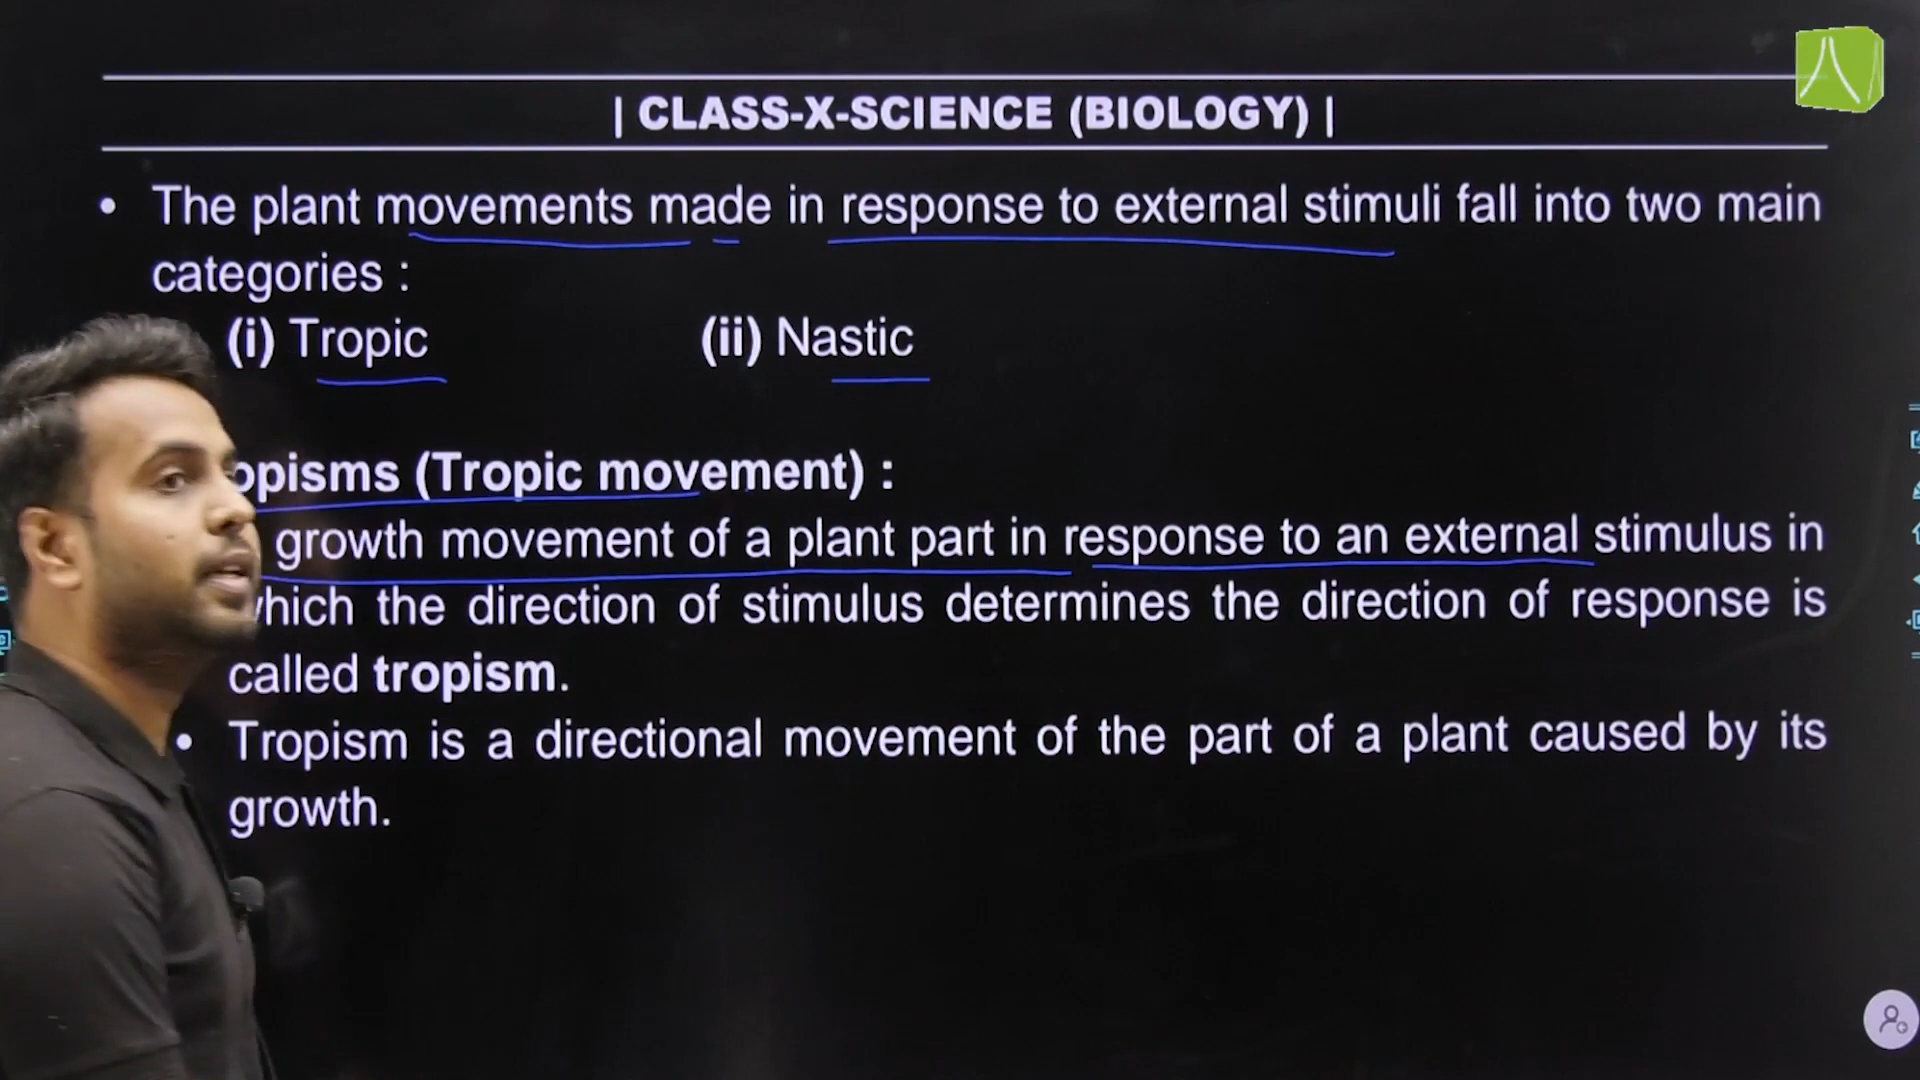 | CLASS-X-SCIENCE (BIOLOGY) |
• The plant movements made in response to external stimuli fall into two main
categories :
(i) Tropic (ii) Nastic
opisms (Tropic movement) :
growth movement of a plant part in response to an external stimulus in
which the direction of stimulus determines the direction of response is
called tropism.
• Tropism is a directional movement of the part of a plant caused by its
growth.